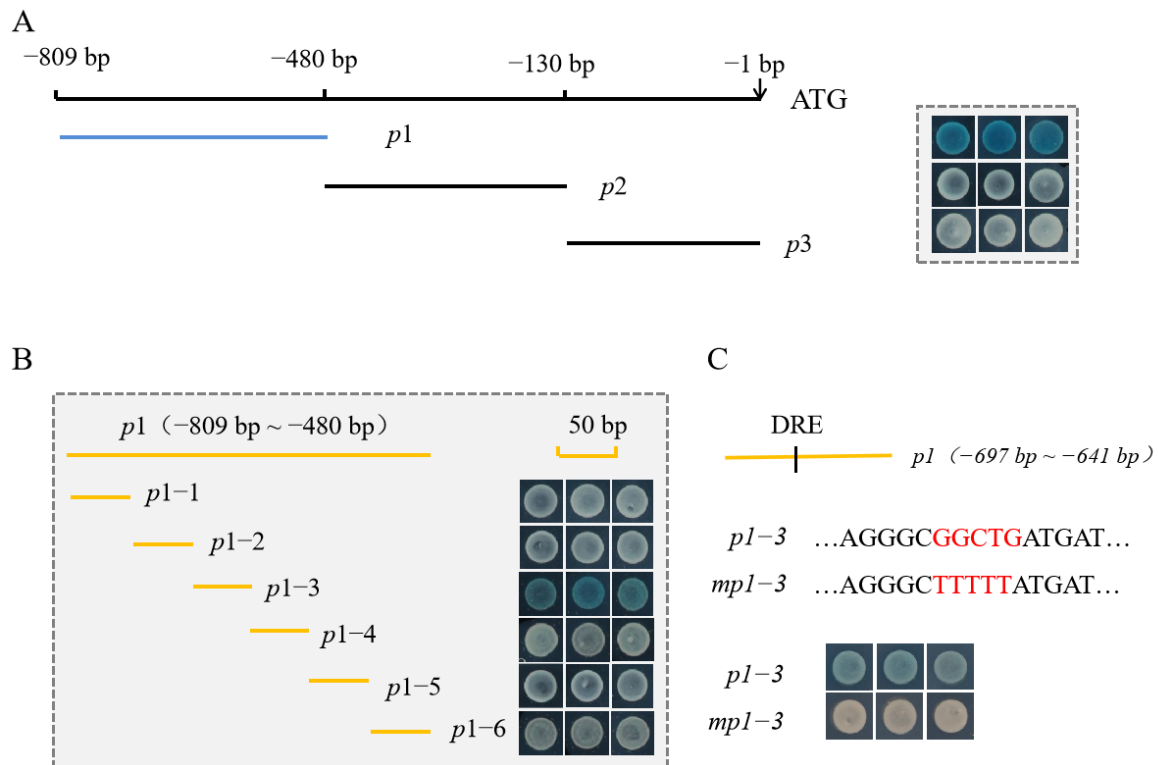 A
−809 bp −480 bp −130 bp −1 bp
ATG
p1
p2
p3
B
p1（−809 bp ~ −480 bp） 50 bp
p1−1
p1−2
p1−3
p1−4
p1−5
p1−6
C
DRE
p1 （−697 bp ~ −641 bp）
p1−3 …AGGGCGGCTGATGAT…
mp1−3 …AGGGCTTTTTATGAT…
p1−3
mp1−3